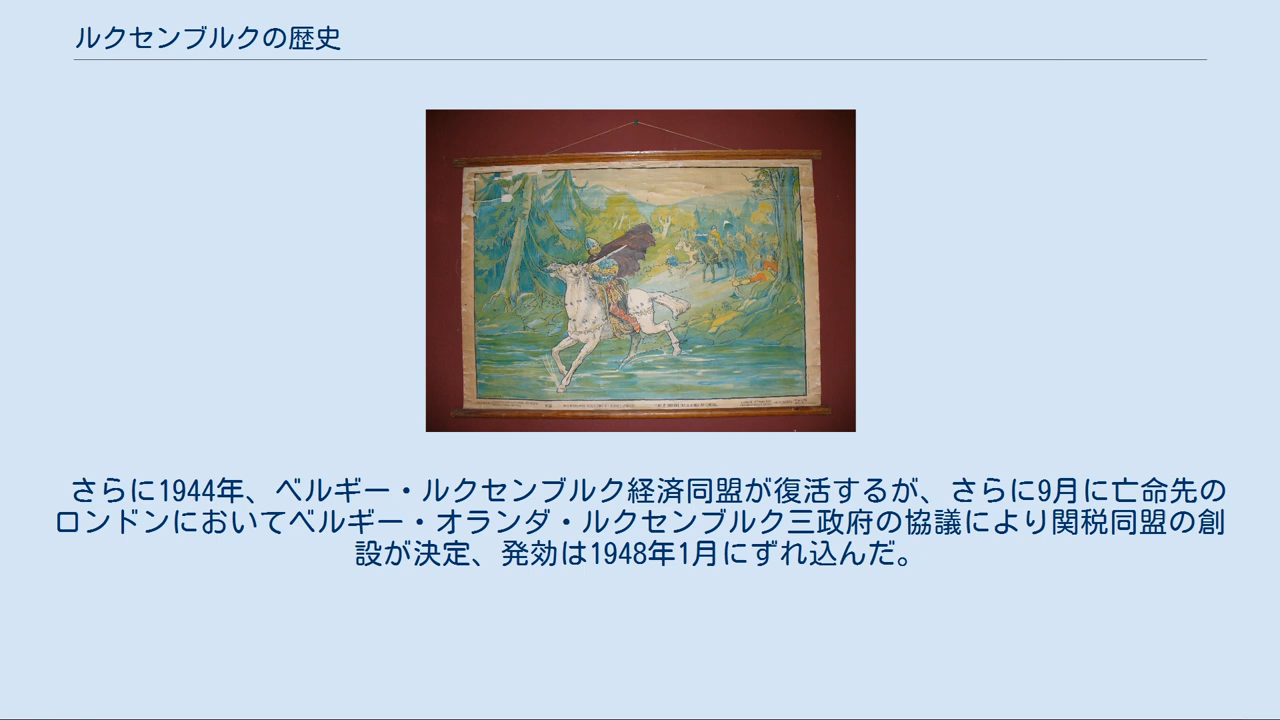 ルクセンブルクの歴史
さらに1944年、ベルギー・ルクセンブルク経済同盟が復活するが、さらに9月に亡命先の
ロンドンにおいてベルギー・オランダ・ルクセンブルク三政府の協議により関税同盟の創
設が決定、発効は1948年1月にずれ込んだ。